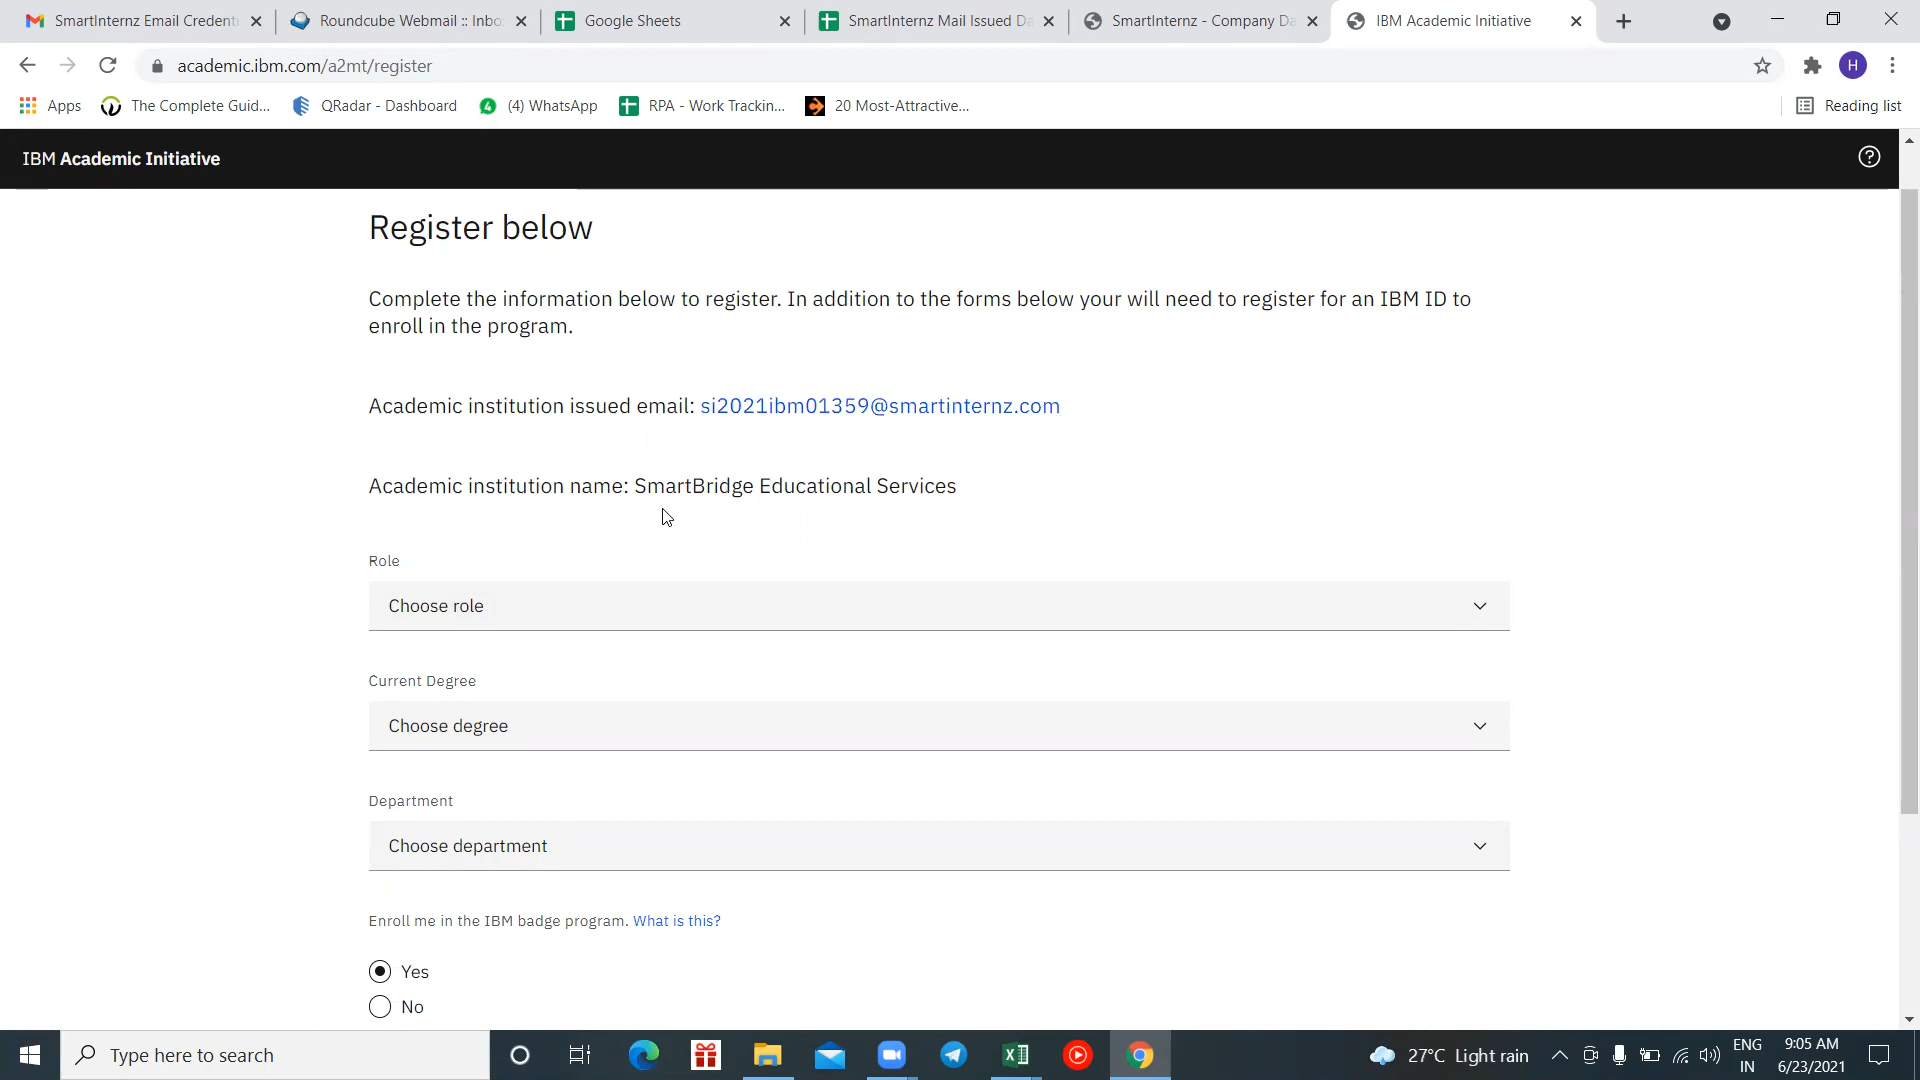 SmartInternz Email Credent
Roundcube Webmail :: Inbo
Google Sheets
SmartInternz Mail Issued Da
SmartInternz - Company Da
IBM Academic Initiative
academic.ibm.com/a2mt/register
H
Apps
The Complete Guid...
QRadar - Dashboard
(4) WhatsApp
RPA - Work Trackin...
20 Most-Attractive...
Reading list
IBM Academic Initiative
Register below
Complete the information below to register. In addition to the forms below your will need to register for an IBM ID to
enroll in the program.
Academic institution issued email: si2021ibm01359@smartinternz.com
Academic institution name: SmartBridge Educational Services
Role
Choose role
Current Degree
Choose degree
Department
Choose department
Enroll me in the IBM badge program. What is this?
Yes
No
Type here to search
27°C Light rain
ENG
IN
9:05 AM
6/23/2021